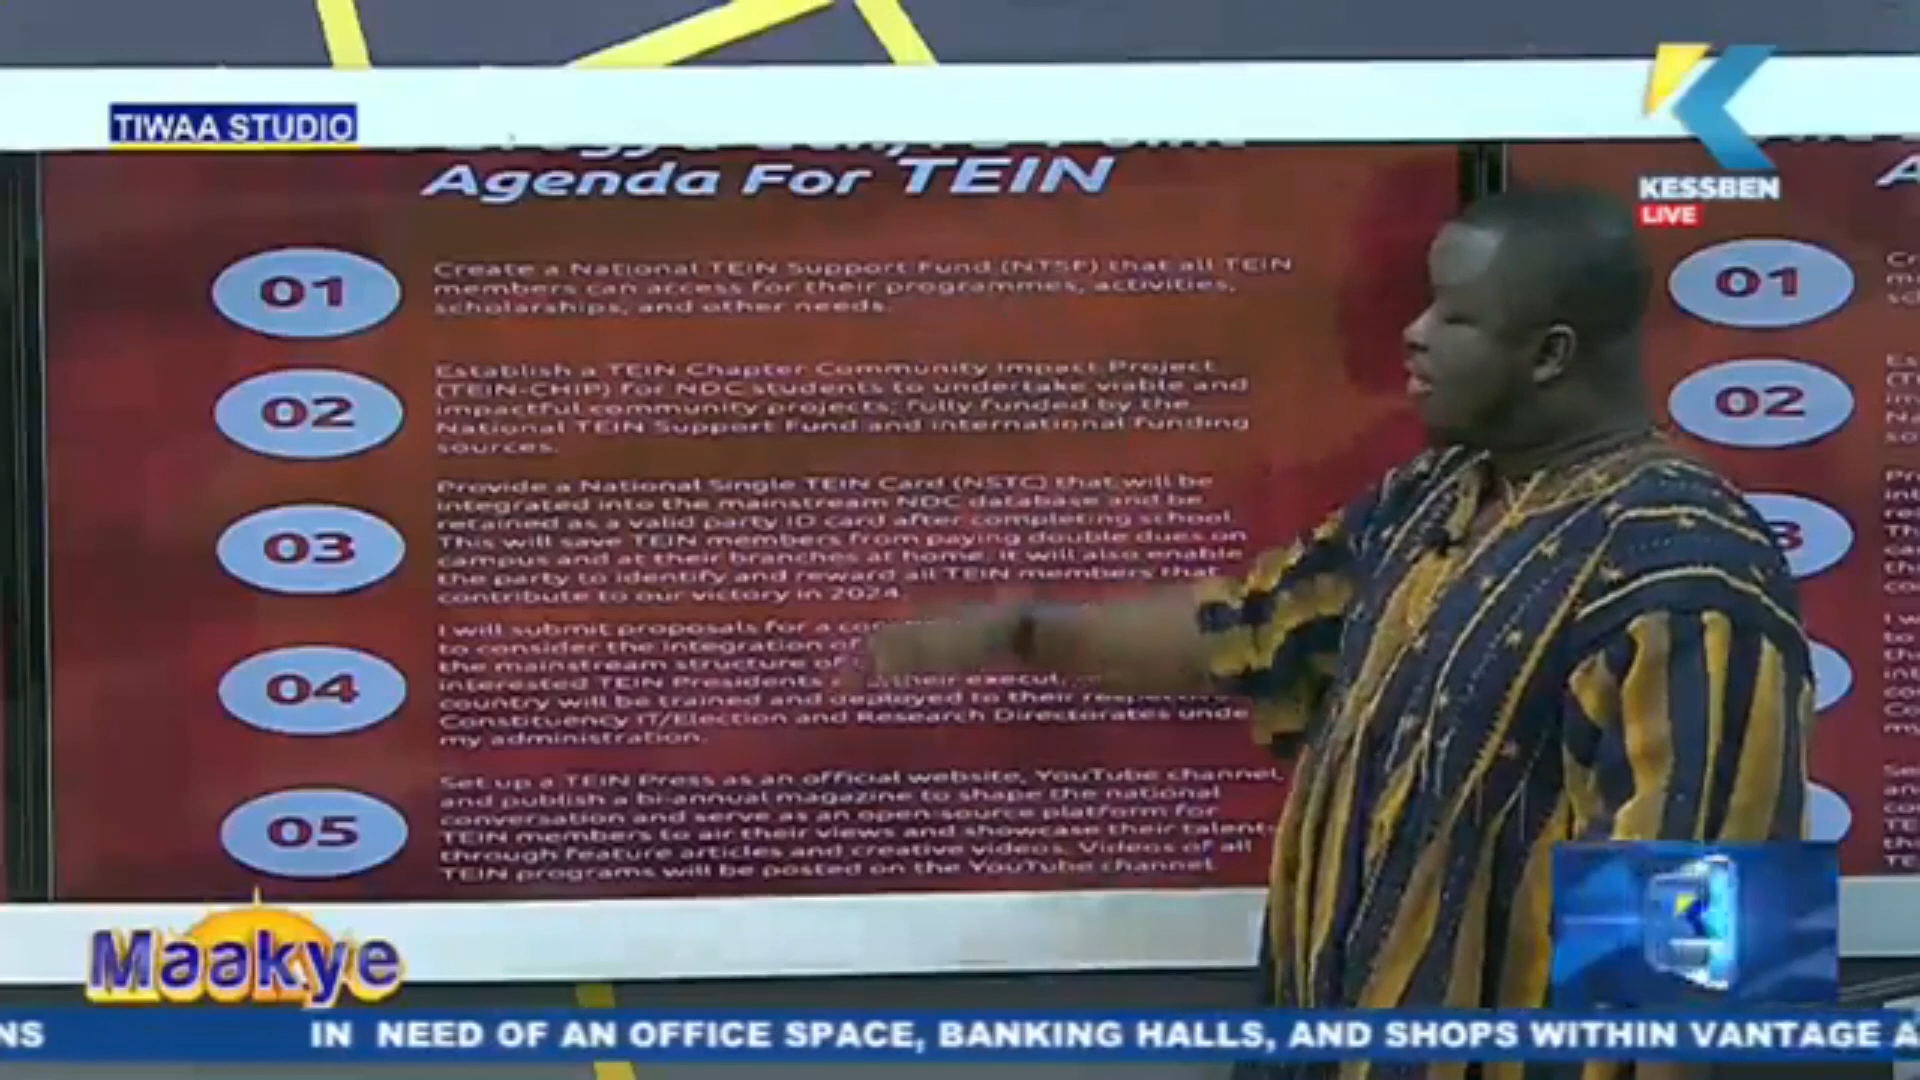 TIWAA STUDIO
KESSBEN
LIVE
Agenda For TEIN
01
Create a National TEIN Support Fund (NTSF) that all TEIN
members can access for their programmes, activities,
scholarships, and other needs.
02
Establish a TEIN Chapter Community Impact Project
(TEIN-CHIP) for NDC students to undertake viable and
impactful community projects; fully funded by the
National TEIN Support Fund and international funding
sources.
03
Provide a National Single TEIN Card (NSTC) that will be
integrated into the mainstream NDC database and be
retained as a valid party ID card after completing school.
This will save TEIN members from paying double dues on
campus and at their branches at home; it will also enable
the party to identify and reward all TEIN members that
contribute to our victory in 2024.
04
I will submit proposals for a
to consider the integration of
the mainstream structure of
interested TEIN Presidents their
country will be trained and deployed to their
Constituency IT/Election and Research Directorates unde
my administration.
05
Set up a TEIN Press as an official website, YouTube channel,
and publish a bi-annual magazine to shape the national
conversation and serve as an open-source platform for
TEIN members to air their views and showcase their talent
through feature articles and creative videos. Videos of all
TEIN programs will be posted on the YouTube channel.
01
02
Maakye
NS IN NEED OF AN OFFICE SPACE, BANKING HALLS, AND SHOPS WITHIN VANTAGE A